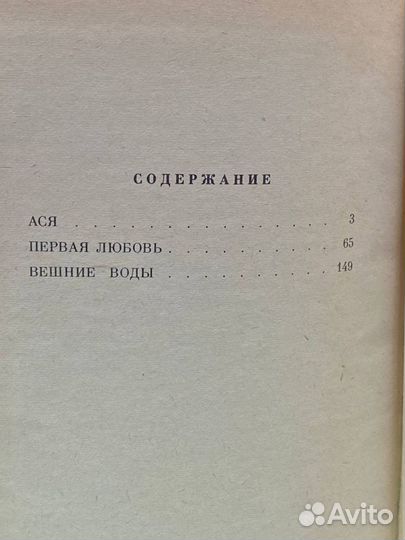 СОДЕРЖАНИЕ
АСЯ . . . . . . . . . . . . . . 3
ПЕРВАЯ ЛЮБОВЬ . . . . . . . . . 65
ВЕШНИЕ ВОДЫ . . . . . . . . . 149
Avito